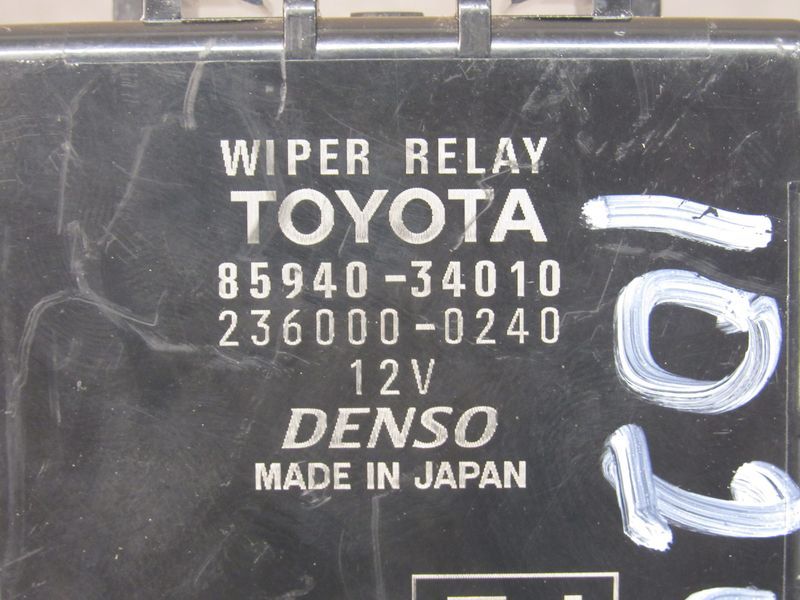 WIPER RELAY
TOYOTA
85940-34010
236000-0240
12V
DENSO
MADE IN JAPAN